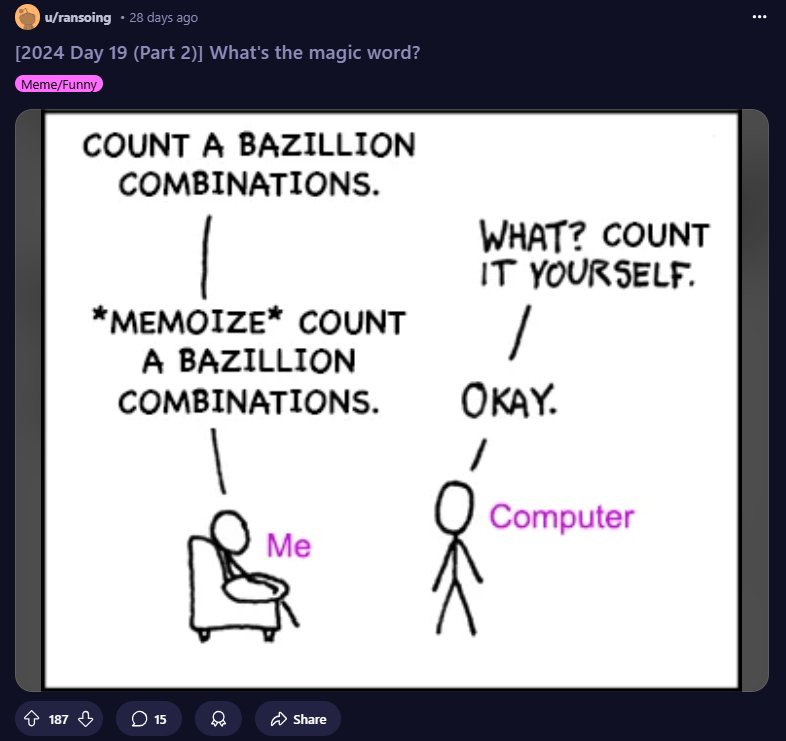 u/ransoing • 28 days ago
[2024 Day 19 (Part 2)] What's the magic word?
Meme/Funny
COUNT A BAZILLION
COMBINATIONS.
WHAT? COUNT
IT YOURSELF.
*MEMOIZE* COUNT
A BAZILLION
COMBINATIONS.
OKAY.
Me
Computer
187
15
Share